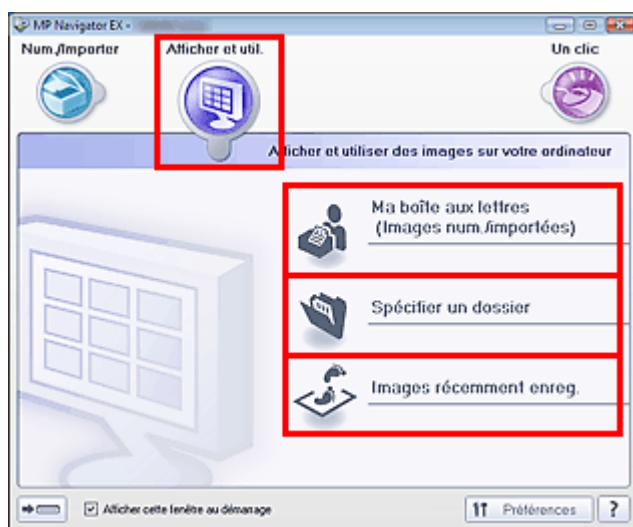 MP Navigator EX -
Num./Importer
Afficher et util.
Un clic
Afficher et utiliser des images sur votre ordinateur
Ma boîte aux lettres
(Images num./importées)
Spécifier un dossier
Images récemment enreg.
Afficher cette fenêtre au démarrage
Préférences
?